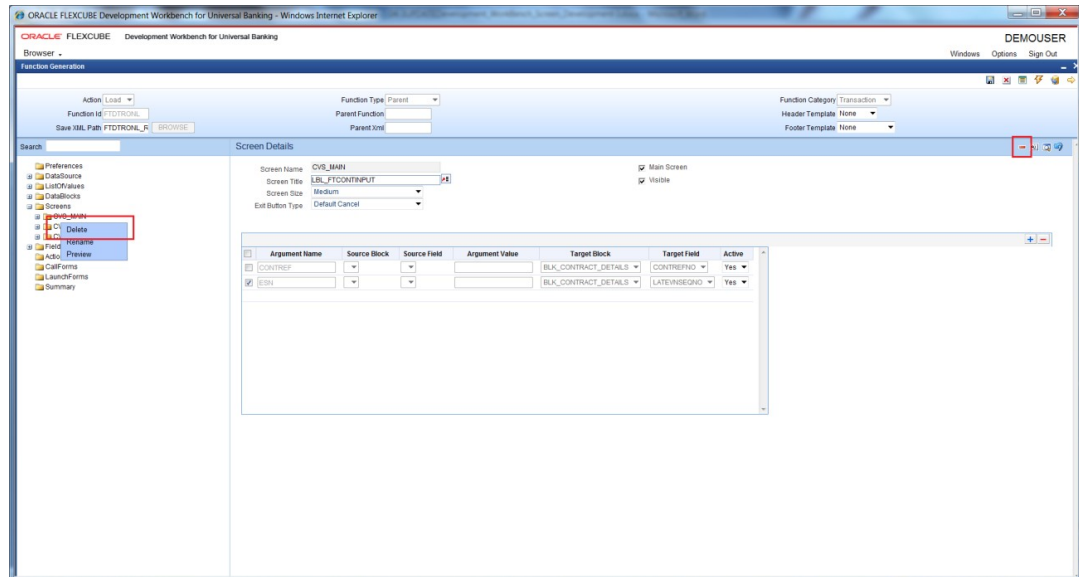 ORACLE FLEXCUBE Development Workbench for Universal Banking - Windows Internet Explorer
ORACLE FLEXCUBE Development Workbench for Universal Banking DEMOUSER
Browser Windows Options Sign Out
Function Generation
Action Load Function Type Parent Function Category Transaction
Function Id FTDTRONL Parent Function Header Template None
Save XML Path FTDTRONL_R BROWSE Parent Xml Footer Template None
Search Screen Details
Preferences
DataSource
ListOfValues
DataBlocks
Screens
CVS_MAIN
Delete
Rename
Preview
Field
Actio
CallForms
LaunchForms
Summary
Screen Name CVS_MAIN Main Screen
Screen Title LBL_FTCONTINPUT Visible
Screen Size Medium
Exit Button Type Default Cancel
Argument Name Source Block Source Field Argument Value Target Block Target Field Active
CONTREF BLK_CONTRACT_DETAILS CONTREFNO Yes
ESN BLK_CONTRACT_DETAILS LATEVNSEQNO Yes